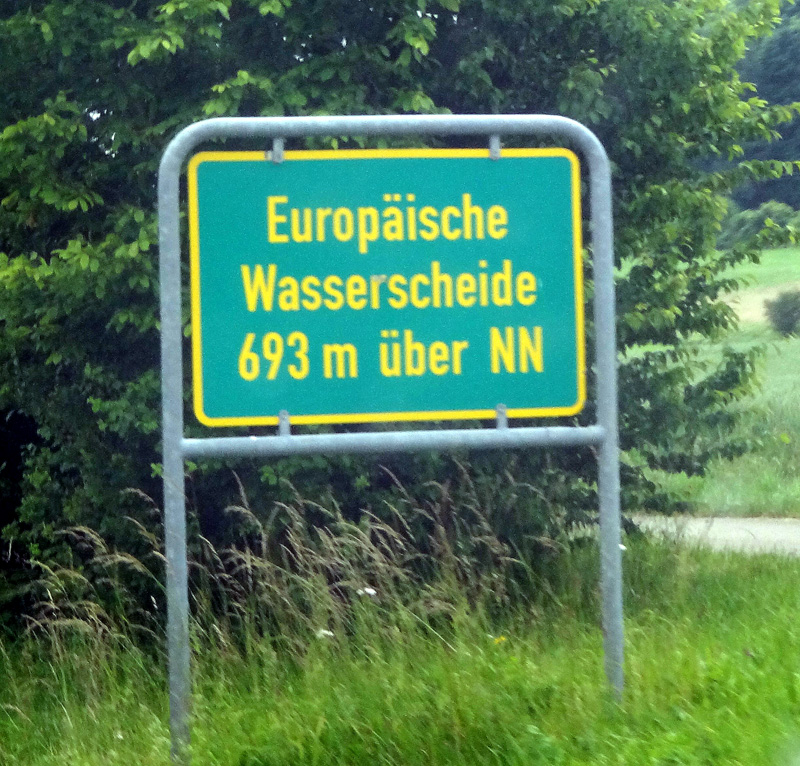 Europäische
Wasserscheide
693 m über NN